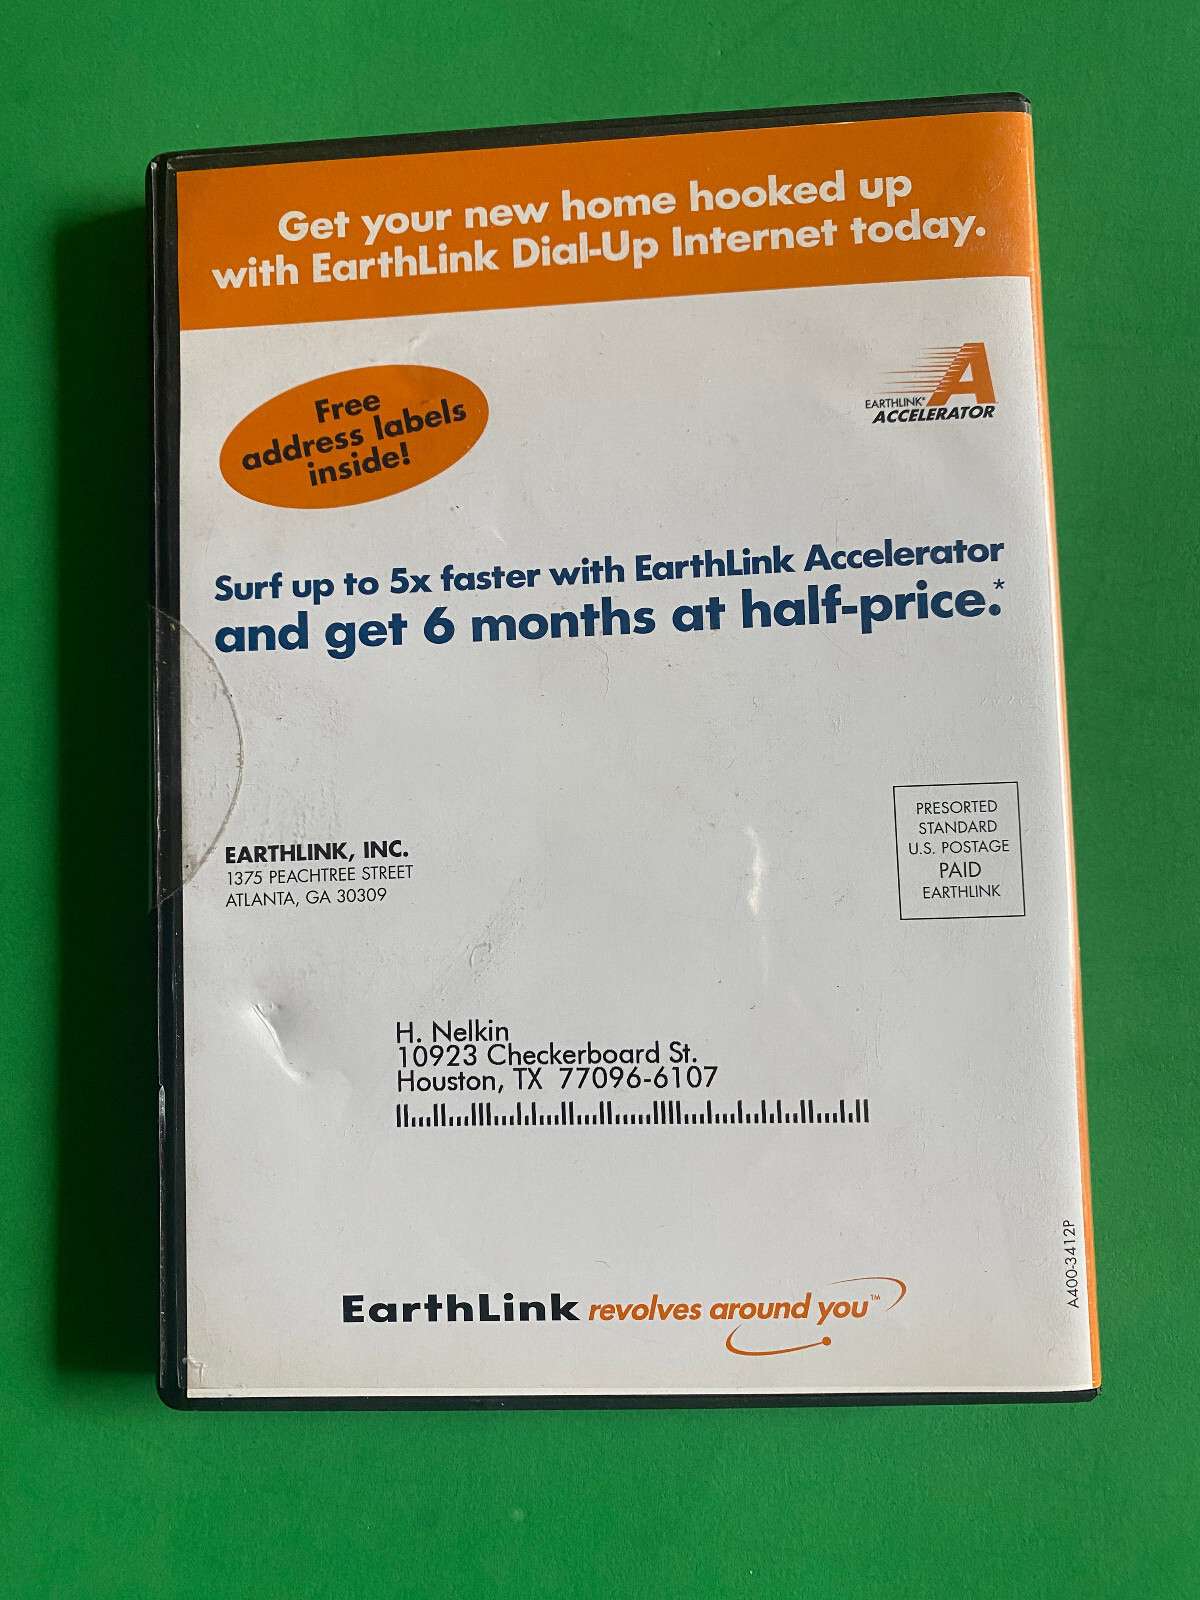 Get your new home hooked up
with EarthLink Dial-Up Internet today.
Free
address labels
inside!
A
EARTHLINK®
ACCELERATOR
Surf up to 5x faster with EarthLink Accelerator
and get 6 months at half-price.*
EARTHLINK, INC.
1375 PEACHTREE STREET
ATLANTA, GA 30309
PRESORTED
STANDARD
U.S. POSTAGE
PAID
EARTHLINK
H. Nelkin
10923 Checkerboard St.
Houston, TX 77096-6107
A400-3412P
EarthLink revolves around you™